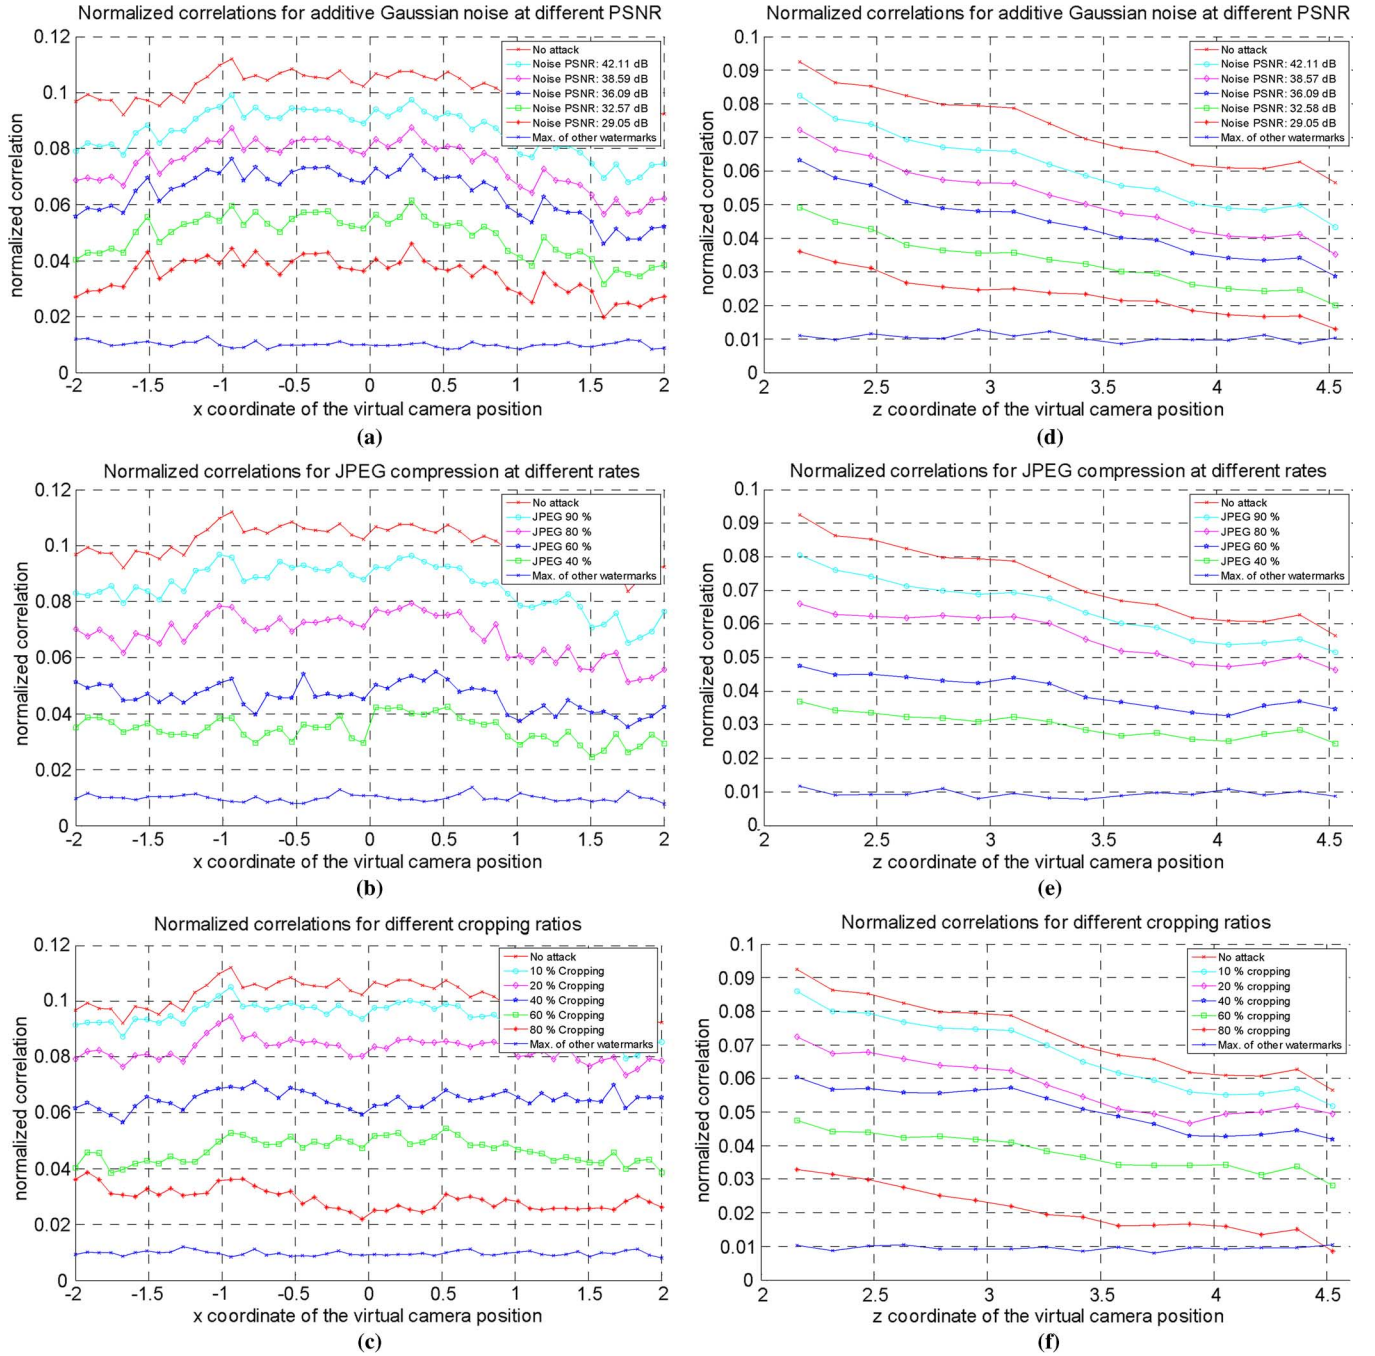 Normalized correlations for additive Gaussian noise at different PSNR
0.12
0.1
0.08
0.06
0.04
0.02
0
normalized correlation
No attack
Noise PSNR: 42.11 dB
Noise PSNR: 38.59 dB
Noise PSNR: 36.09 dB
Noise PSNR: 32.57 dB
Noise PSNR: 29.05 dB
Max. of other watermarks
-2 -1.5 -1 -0.5 0 0.5 1 1.5 2
x coordinate of the virtual camera position
(a)
Normalized correlations for additive Gaussian noise at different PSNR
0.1
0.09
0.08
0.07
0.06
0.05
0.04
0.03
0.02
0.01
0
normalized correlation
No attack
Noise PSNR: 42.11 dB
Noise PSNR: 38.57 dB
Noise PSNR: 36.09 dB
Noise PSNR: 32.58 dB
Noise PSNR: 29.05 dB
Max. of other watermarks
2 2.5 3 3.5 4 4.5
z coordinate of the virtual camera position
(d)
Normalized correlations for JPEG compression at different rates
0.12
0.1
0.08
0.06
0.04
0.02
0
normalized correlation
No attack
JPEG 90 %
JPEG 80 %
JPEG 60 %
JPEG 40 %
Max. of other watermarks
-2 -1.5 -1 -0.5 0 0.5 1 1.5 2
x coordinate of the virtual camera position
(b)
Normalized correlations for JPEG compression at different rates
0.1
0.09
0.08
0.07
0.06
0.05
0.04
0.03
0.02
0.01
0
normalized correlation
No attack
JPEG 90 %
JPEG 80 %
JPEG 60 %
JPEG 40 %
Max. of other watermarks
2 2.5 3 3.5 4 4.5
z coordinate of the virtual camera position
(e)
Normalized correlations for different cropping ratios
0.12
0.1
0.08
0.06
0.04
0.02
0
normalized correlation
No attack
10 % Cropping
20 % Cropping
40 % Cropping
60 % Cropping
80 % Cropping
Max. of other watermarks
-2 -1.5 -1 -0.5 0 0.5 1 1.5 2
x coordinate of the virtual camera position
(c)
Normalized correlations for different cropping ratios
0.1
0.09
0.08
0.07
0.06
0.05
0.04
0.03
0.02
0.01
0
normalized correlation
No attack
10 % cropping
20 % cropping
40 % cropping
60 % cropping
80 % cropping
Max. of other watermarks
2 2.5 3 3.5 4 4.5
z coordinate of the virtual camera position
(f)